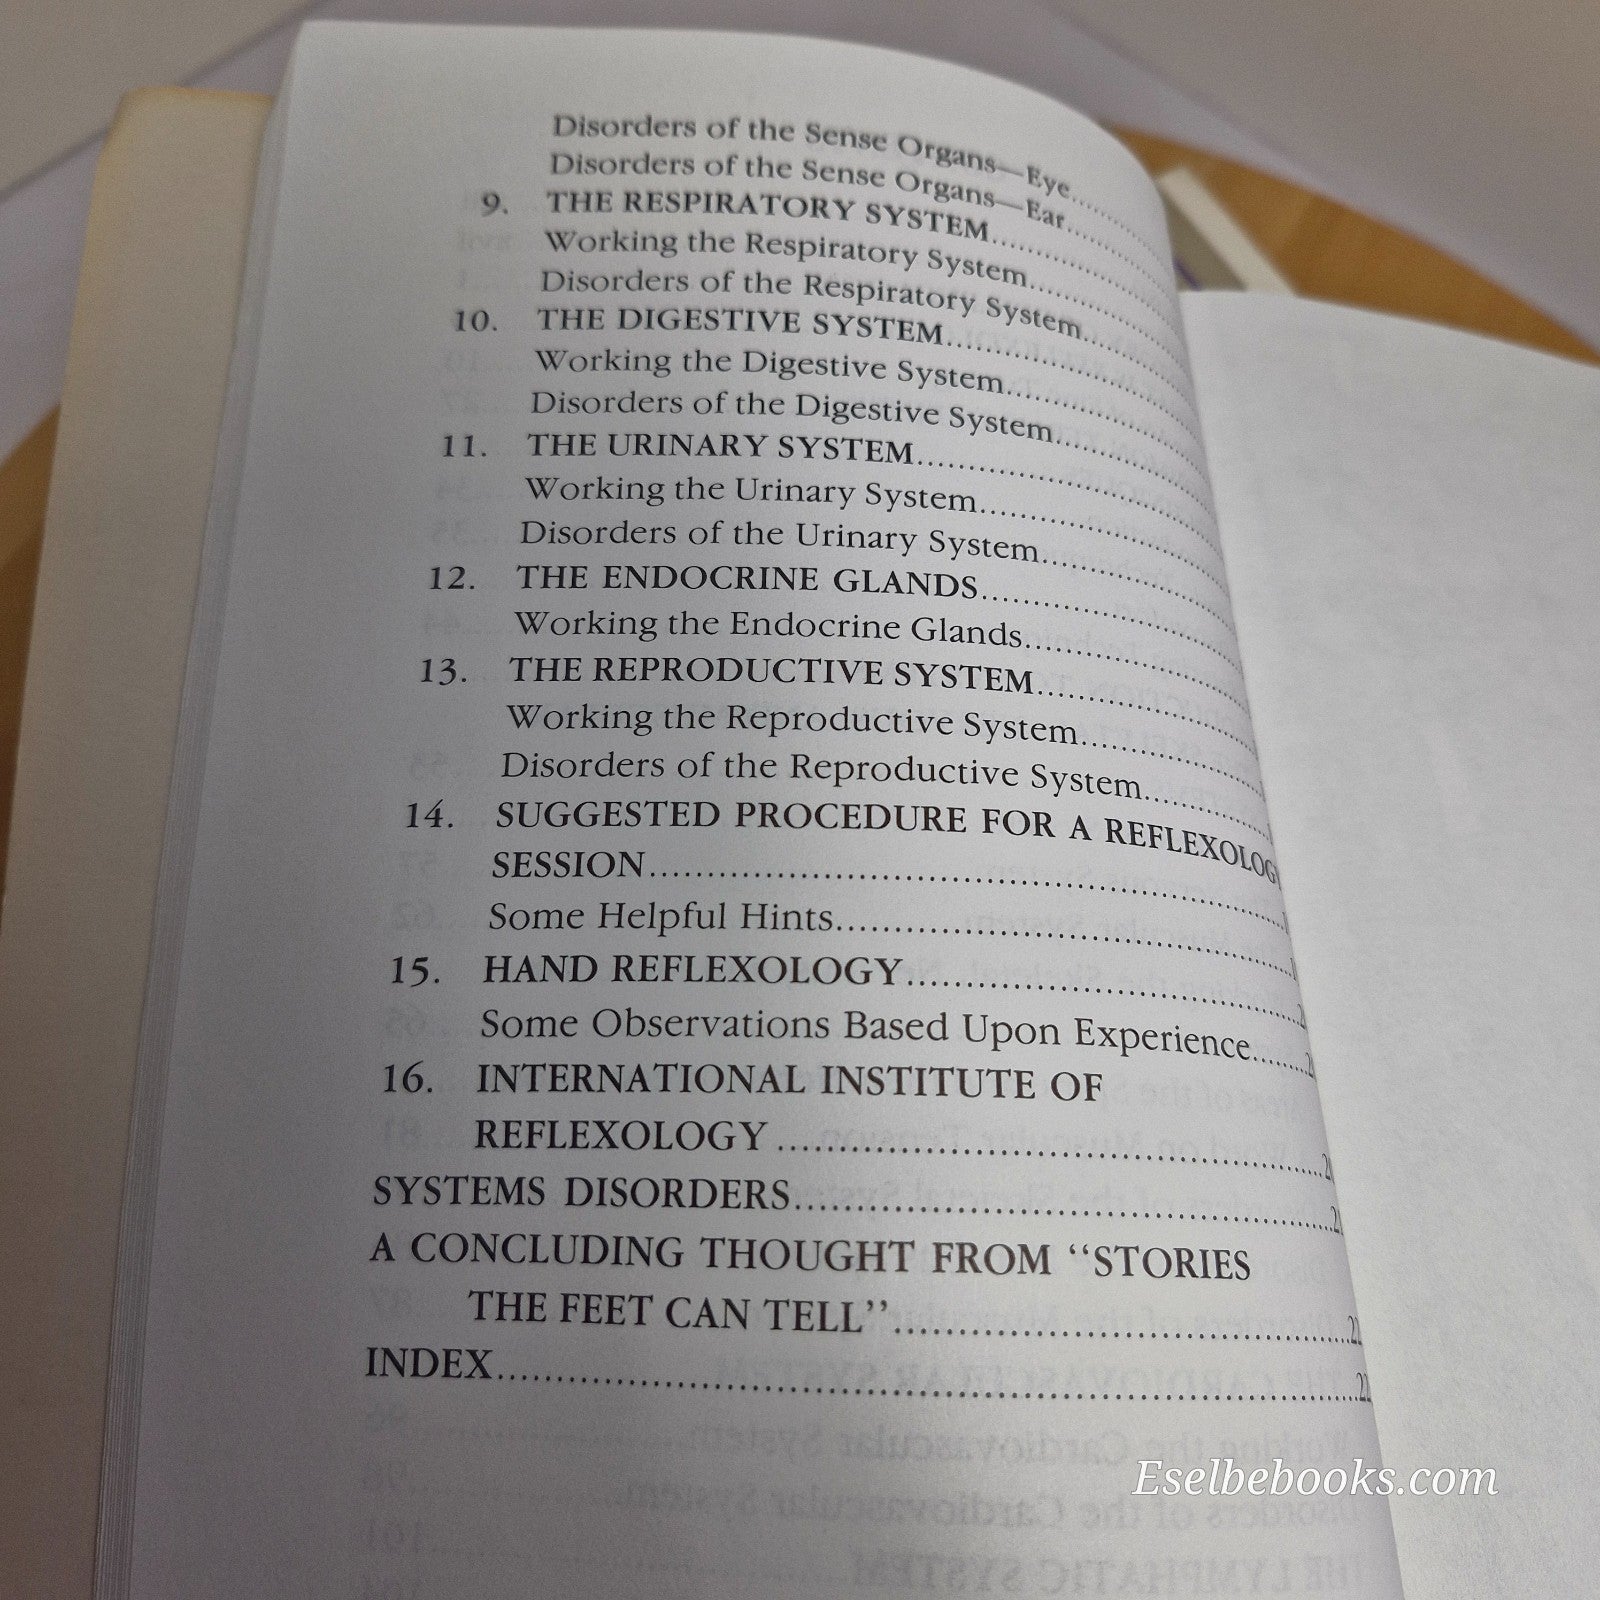 Disorders of the Sense Organs—Eye........
Disorders of the Sense Organs—Ear........
9. THE RESPIRATORY SYSTEM........
Working the Respiratory System........
Disorders of the Respiratory System........
10. THE DIGESTIVE SYSTEM........
Working the Digestive System........
Disorders of the Digestive System........
11. THE URINARY SYSTEM........
Working the Urinary System........
Disorders of the Urinary System........
12. THE ENDOCRINE GLANDS........
Working the Endocrine Glands........
13. THE REPRODUCTIVE SYSTEM........
Working the Reproductive System........
Disorders of the Reproductive System........
14. SUGGESTED PROCEDURE FOR A REFLEXOLOGY
SESSION........
Some Helpful Hints........
15. HAND REFLEXOLOGY........
Some Observations Based Upon Experience........
16. INTERNATIONAL INSTITUTE OF
REFLEXOLOGY ........
SYSTEMS DISORDERS........
A CONCLUDING THOUGHT FROM “STORIES
THE FEET CAN TELL”........
INDEX........
Eselbebooks.com